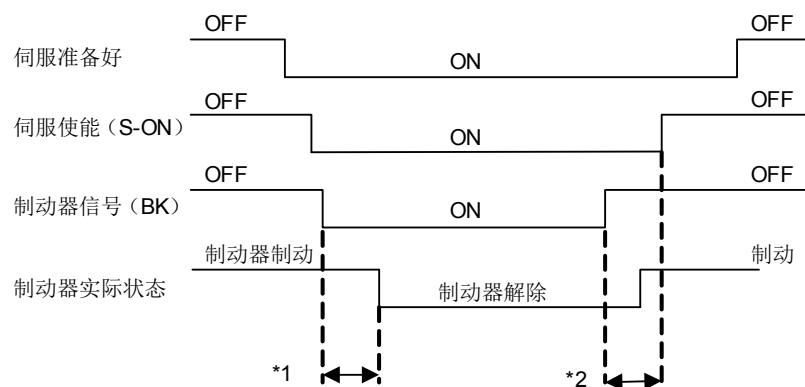 OFF OFF
伺服准备好 ON
OFF OFF
伺服使能（S-ON） ON
OFF OFF
制动器信号（BK） ON
制动器制动 制动
制动器实际状态 制动器解除
*1 *2